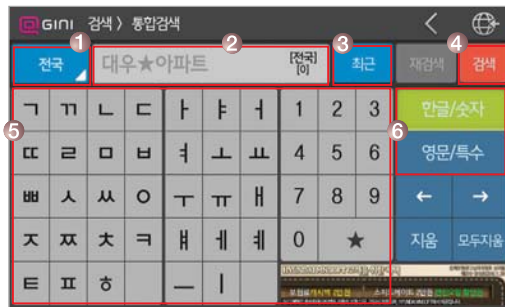 GINI 검색 〉 통합검색
① ② ③ ④
전국 대우★아파트 [전국] [0] 최근 재검색 검색
⑤ ⑥
ㄱ ㄲ ㄴ ㄷ ㅏ ㅑ ㅓ 1 2 3 한글/숫자
ㄸ ㄹ ㅁ ㅂ ㅕ ㅗ ㅛ 4 5 6 영문/특수
ㅃ ㅅ ㅆ ㅇ ㅜ ㅠ ㅐ 7 8 9 ← →
ㅈ ㅉ ㅊ ㅋ ㅒ ㅔ ㅖ 0 ★ 지움 모두지움
ㅌ ㅍ ㅎ ㅡ ㅣ